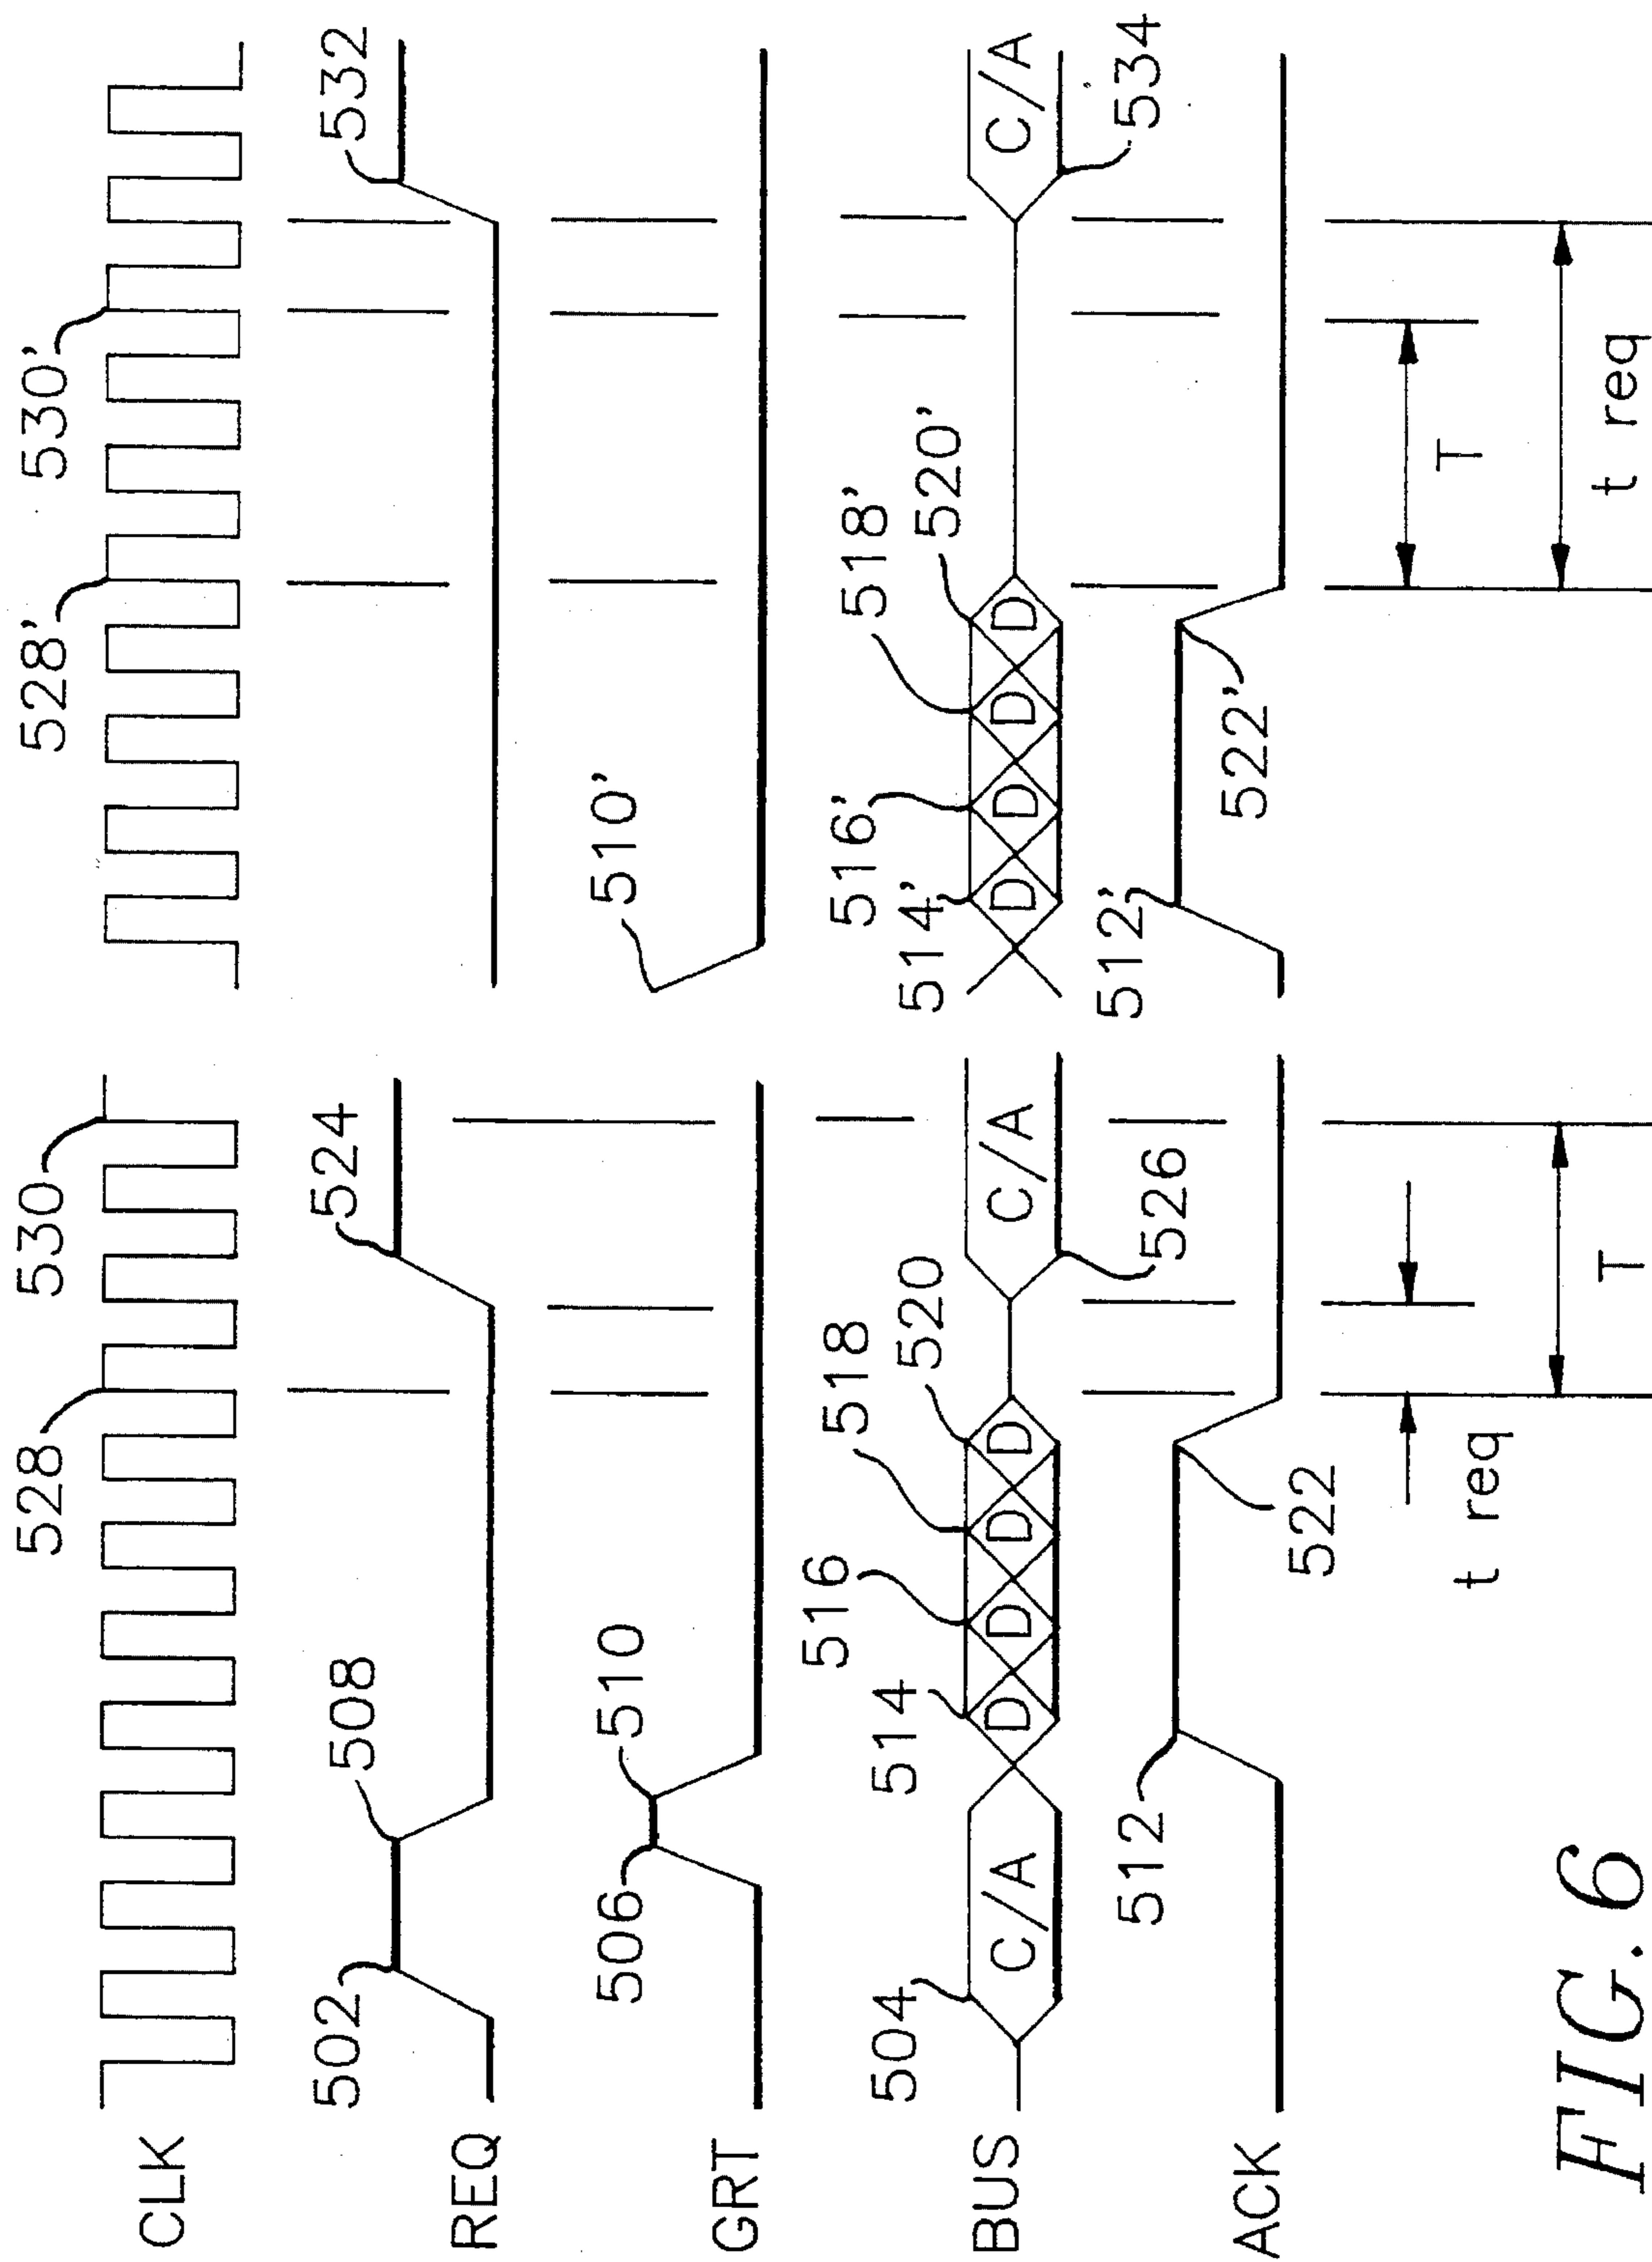 CLK
528
530
528'
530'
REQ
502
508
524
532
GRT
506
510
510'
BUS
504
C/A
514
D
516
D
518
D
520
D
C/A
526
514'
D
516'
D
518'
D
520'
D
C/A
534
ACK
512
522
512'
522'
t req
T
T
t req
FIG. 6